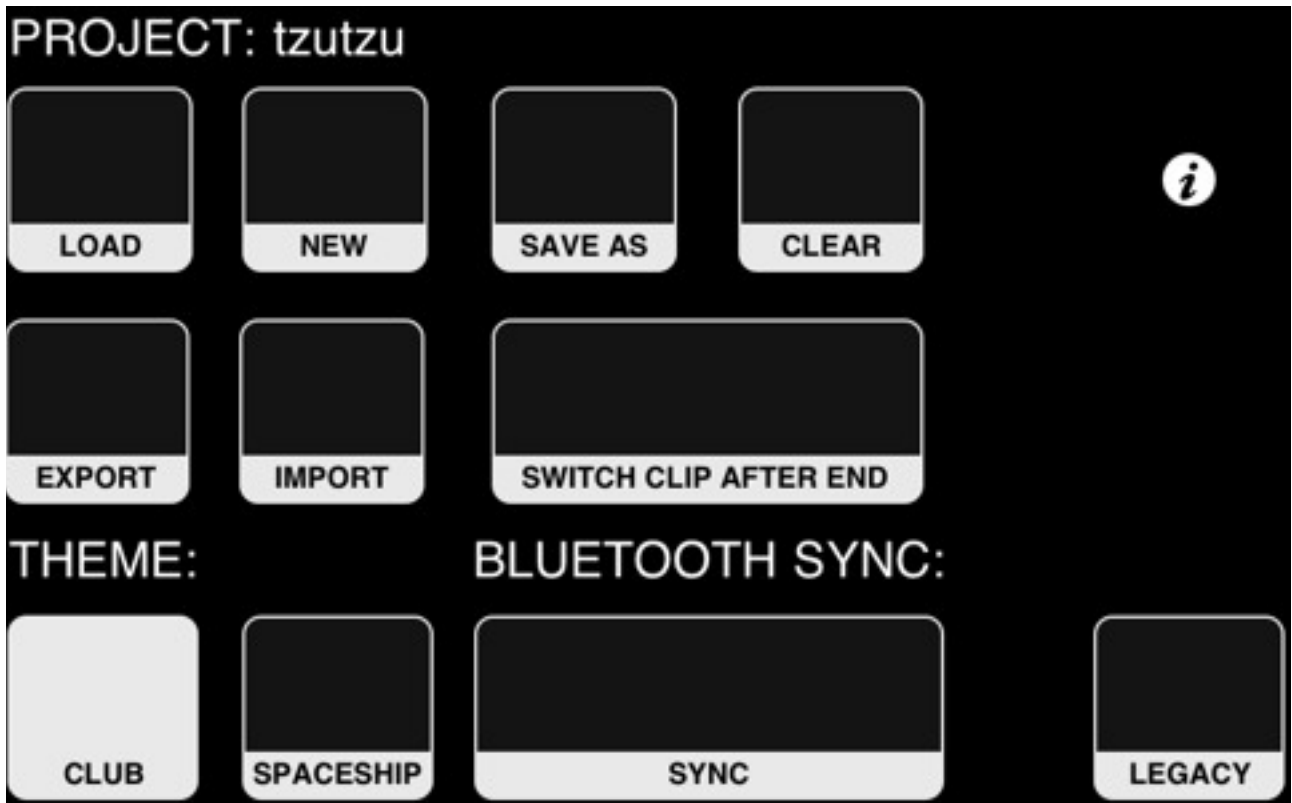 PROJECT: tzutzu
LOAD NEW SAVE AS CLEAR
i
EXPORT IMPORT SWITCH CLIP AFTER END
THEME: BLUETOOTH SYNC:
CLUB SPACESHIP SYNC LEGACY